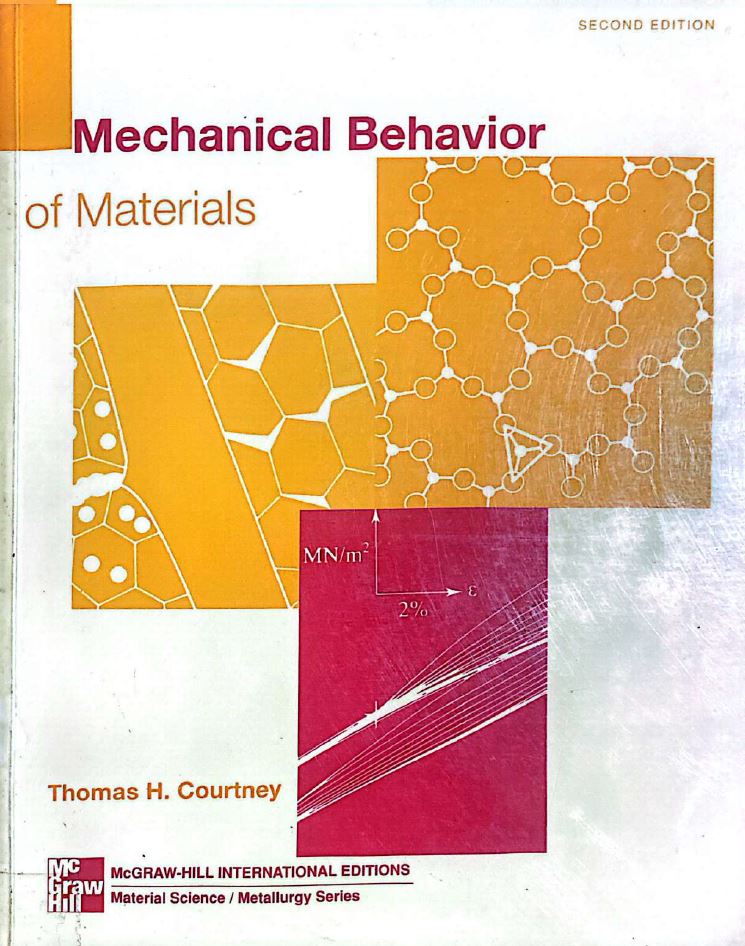 SECOND EDITION
Mechanical Behavior
of Materials
MN/m²
ε
2%
Thomas H. Courtney
Mc
Graw
Hill
McGRAW-HILL INTERNATIONAL EDITIONS
Material Science / Metallurgy Series